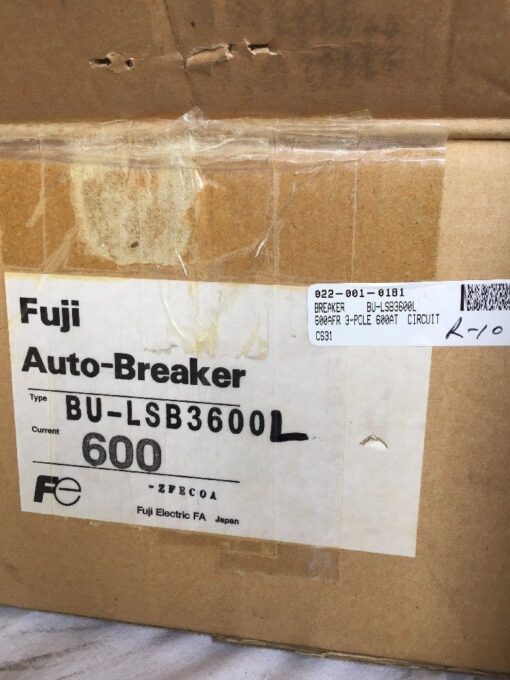 022-001-0181
BREAKER BU-LSB3600L
600AFR 3-POLE 600AT CIRCUIT
C631
R-10
Fuji
Auto-Breaker
Type BU-LSB3600L
Current 600
-ZFECOA
Fe
Fuji Electric FA Japan